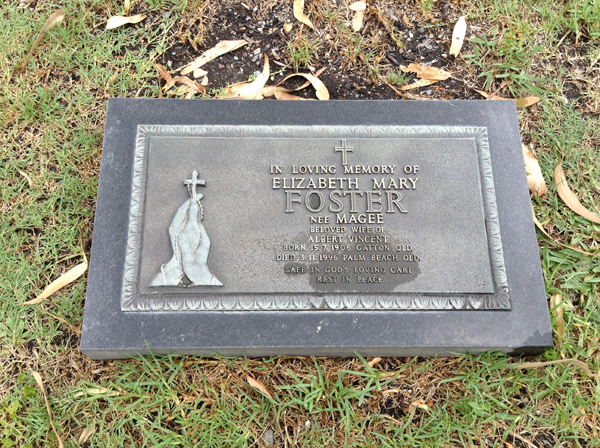 IN LOVING MEMORY OF
ELIZABETH MARY
FOSTER
NEE MAGEE
BELOVED WIFE OF
ALBERT VINCENT
BORN 15.7.1906 GATTON QLD.
DIED 3.11.1996 PALM BEACH QLD.
SAFE IN GOD'S LOVING CARE
REST IN PEACE